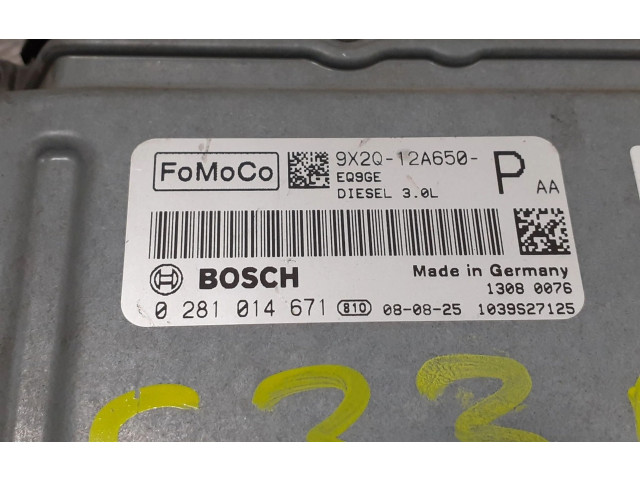 FoMoCo
9X2Q-12A650-
P
AA
EQ9GE
DIESEL 3.0L
BOSCH
Made in Germany
1308 0076
0 281 014 671 810 08-08-25 1039S27125
C33